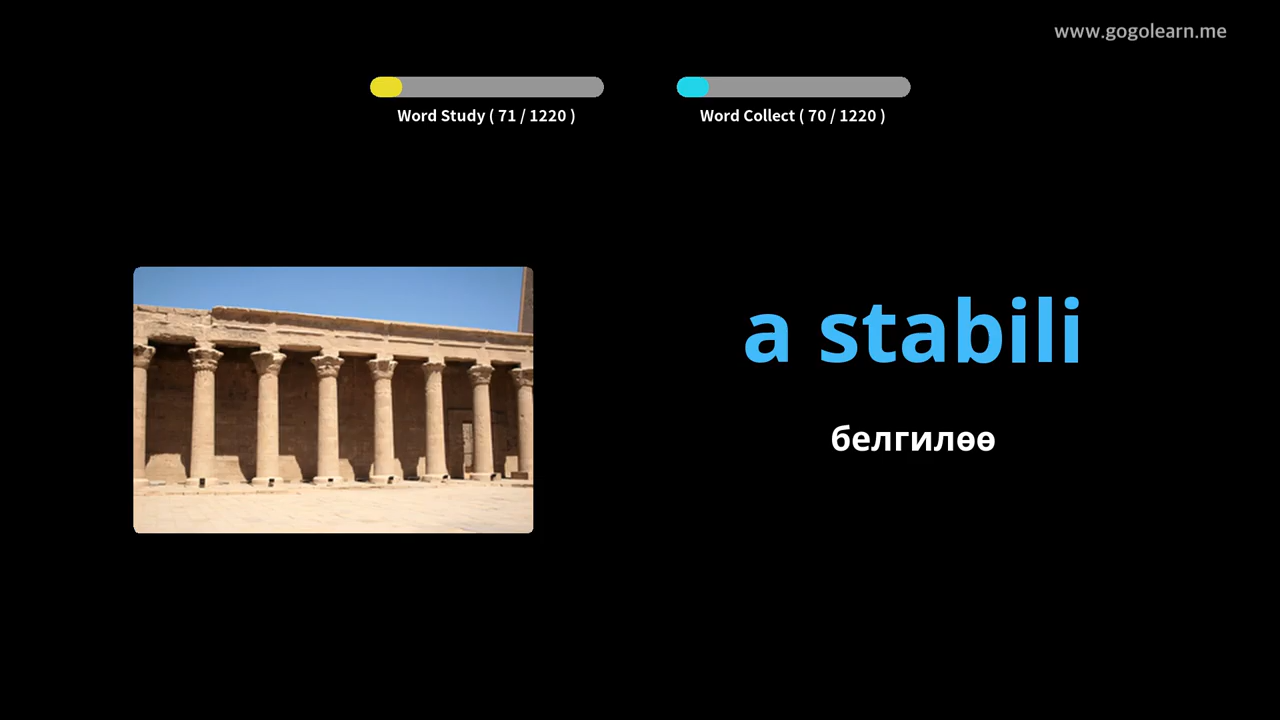 www.gogolearn.me
Word Study ( 71 / 1220 )
Word Collect ( 70 / 1220 )
a stabili
белгилөө